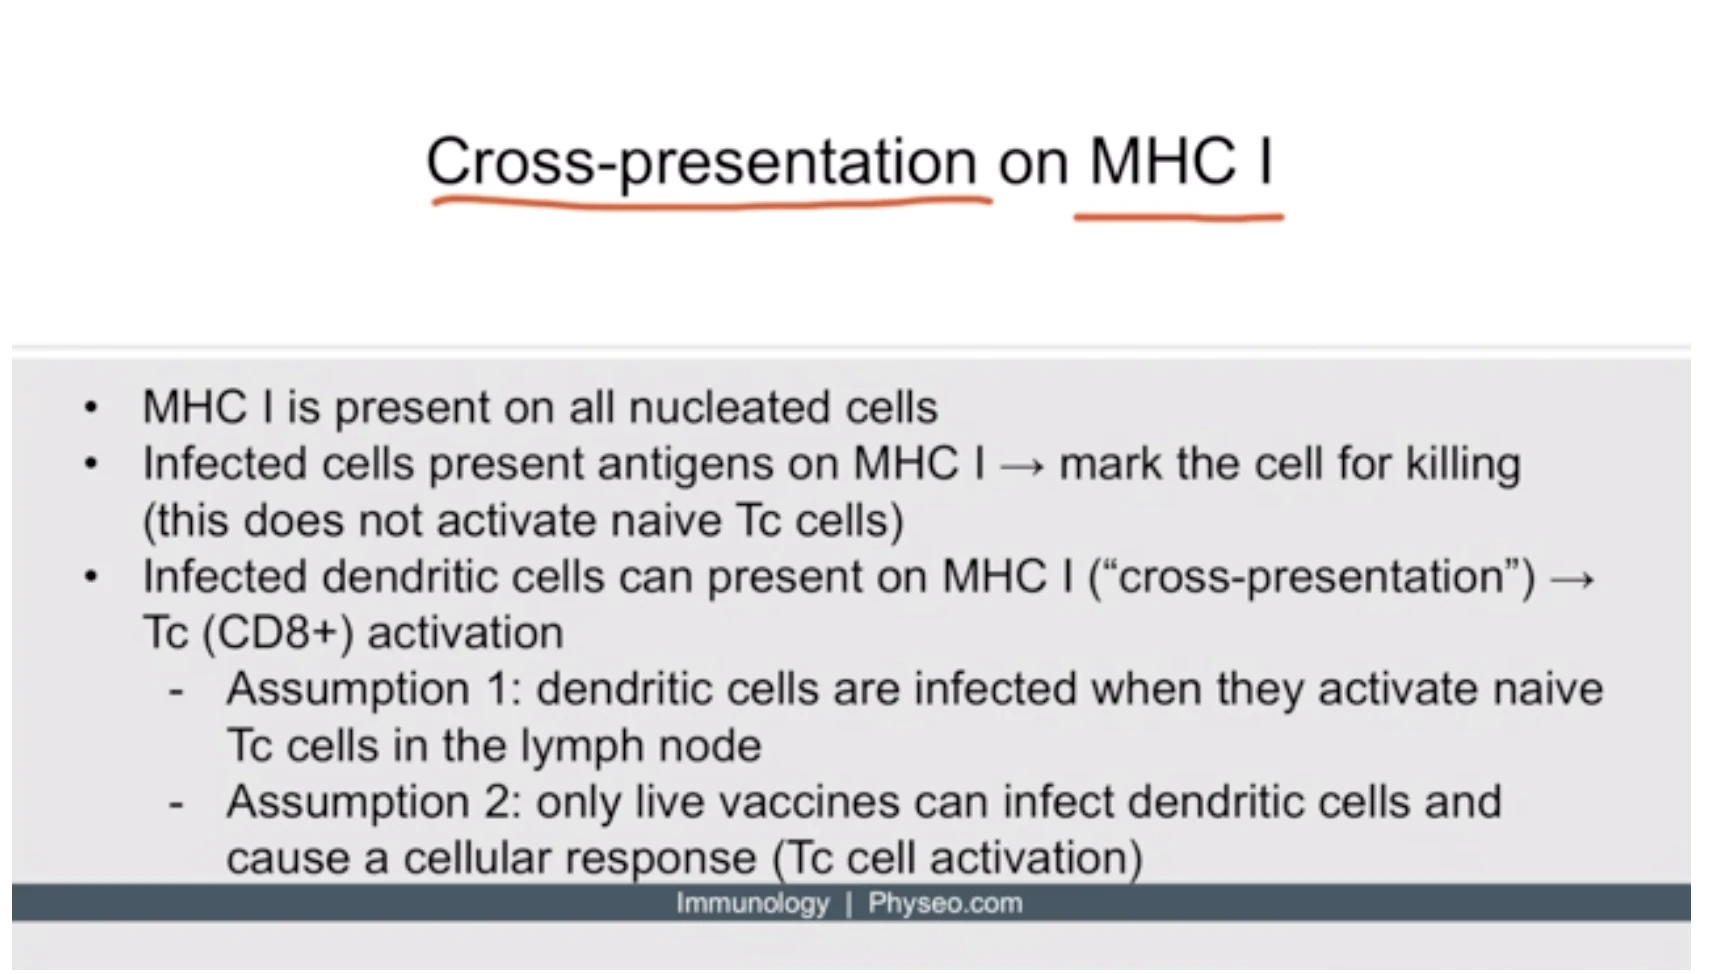 Cross-presentation on MHC I
• MHC I is present on all nucleated cells
• Infected cells present antigens on MHC I → mark the cell for killing
(this does not activate naive Tc cells)
• Infected dendritic cells can present on MHC I (“cross-presentation”) →
Tc (CD8+) activation
- Assumption 1: dendritic cells are infected when they activate naive
Tc cells in the lymph node
- Assumption 2: only live vaccines can infect dendritic cells and
cause a cellular response (Tc cell activation)
Immunology | Physeo.com